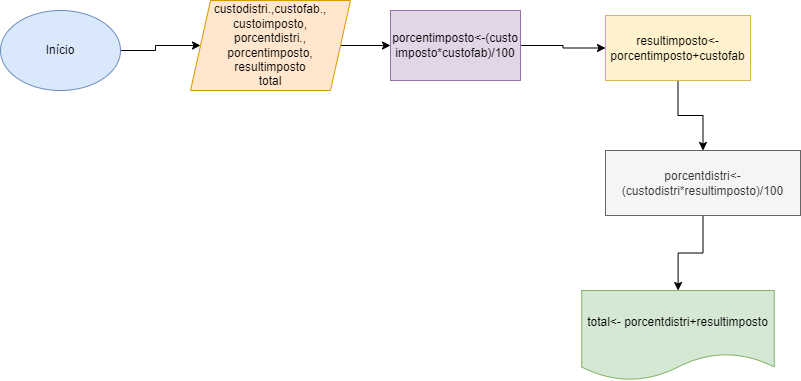 Início
custodistri.,custofab.,
custoimposto,
porcentdistri.,
porcentimposto,
resultimposto
total
porcentimposto<-(custo
imposto*custofab)/100
resultimposto<-
porcentimposto+custofab
porcentdistri<-
(custodistri*resultimposto)/100
total<- porcentdistri+resultimposto